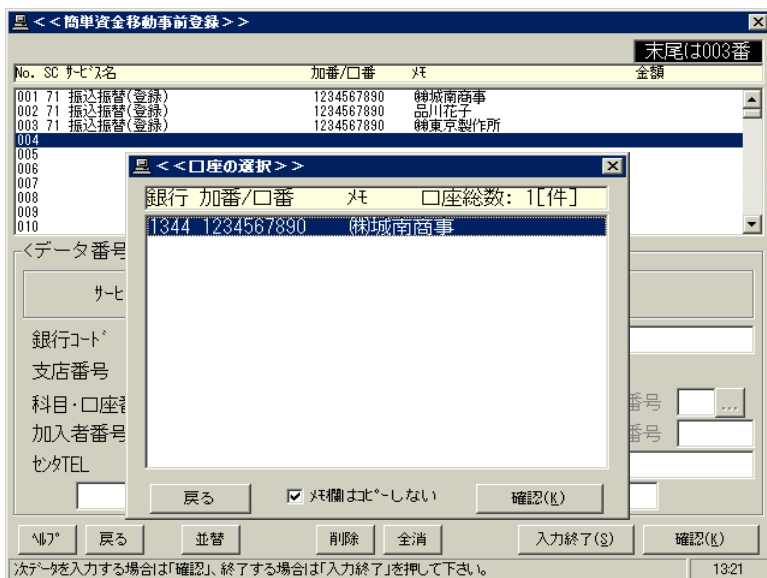 <<簡単資金移動事前登録>>
末尾は003番
No. SC ｻｰﾋﾞｽ名 加番/口番 ﾒﾓ 金額
001 71 振込振替(登録) 1234567890 ㈱城南商事
002 71 振込振替(登録) 1234567890 品川花子
003 71 振込振替(登録) 1234567890 ㈱東京製作所
004
005
006
007
008
009
010
<<口座の選択>>
銀行 加番/口番 ﾒﾓ 口座総数: 1[件]
1344 1234567890 ㈱城南商事
戻る ﾒﾓ欄はｺﾋﾟｰしない 確認(K)
<データ番号
ｻｰﾋ
銀行ｺｰﾄﾞ
支店番号
科目・口座番 番号 ...
加入者番号 番号
ｾﾝﾀTEL
ﾍﾙﾌﾟ 戻る 並替 削除 全消 入力終了(S) 確認(K)
次ﾃﾞｰﾀを入力する場合は「確認」、終了する場合は「入力終了」を押して下さい。 13:21